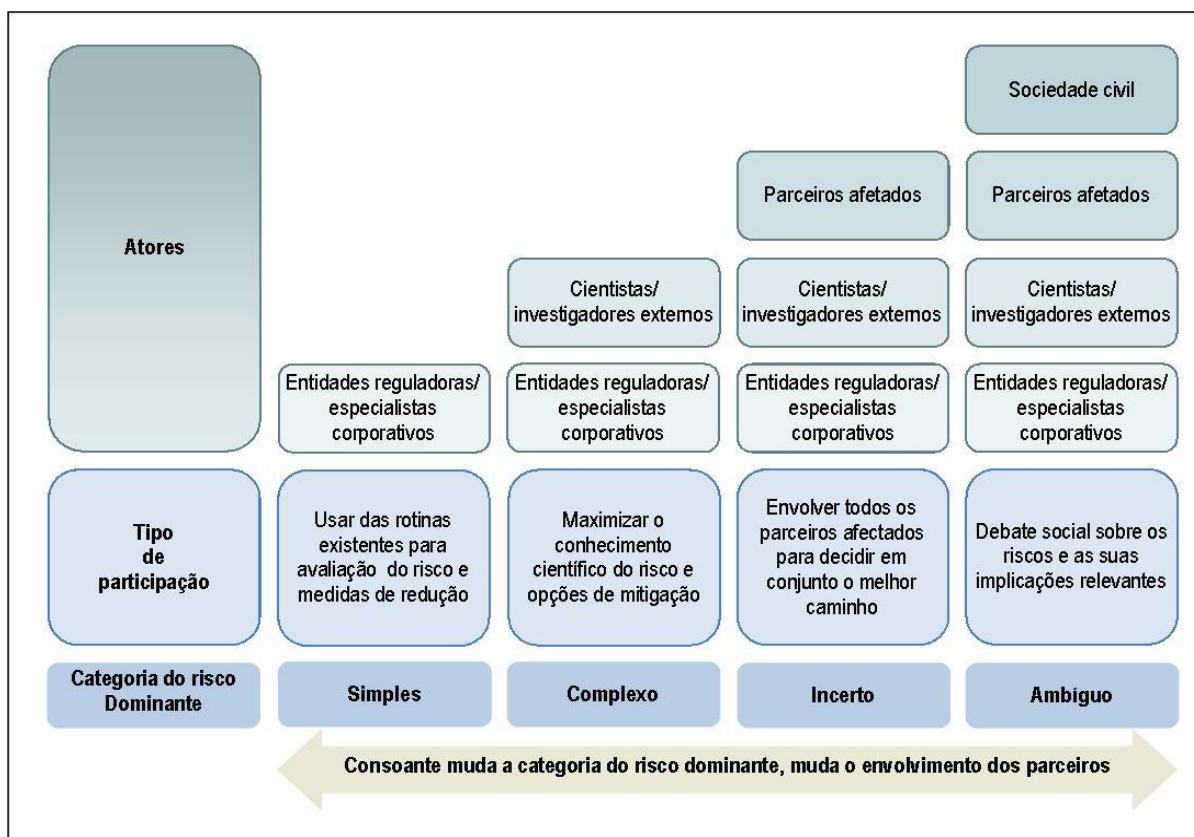 Sociedade civil
Parceiros afetados
Parceiros afetados
Atores
Cientistas/
investigadores externos
Cientistas/
investigadores externos
Cientistas/
investigadores externos
Entidades reguladoras/
especialistas
corporativos
Entidades reguladoras/
especialistas
corporativos
Entidades reguladoras/
especialistas
corporativos
Entidades reguladoras/
especialistas
corporativos
Tipo
de
participação
Usar das rotinas
existentes para
avaliação do risco e
medidas de redução
Maximizar o
conhecimento
científico do risco e
opções de mitigação
Envolver todos os
parceiros afectados
para decidir em
conjunto o melhor
caminho
Debate social sobre os
riscos e as suas
implicações relevantes
Categoria do risco
Dominante
Simples
Complexo
Incerto
Ambíguo
Consoante muda a categoria do risco dominante, muda o envolvimento dos parceiros